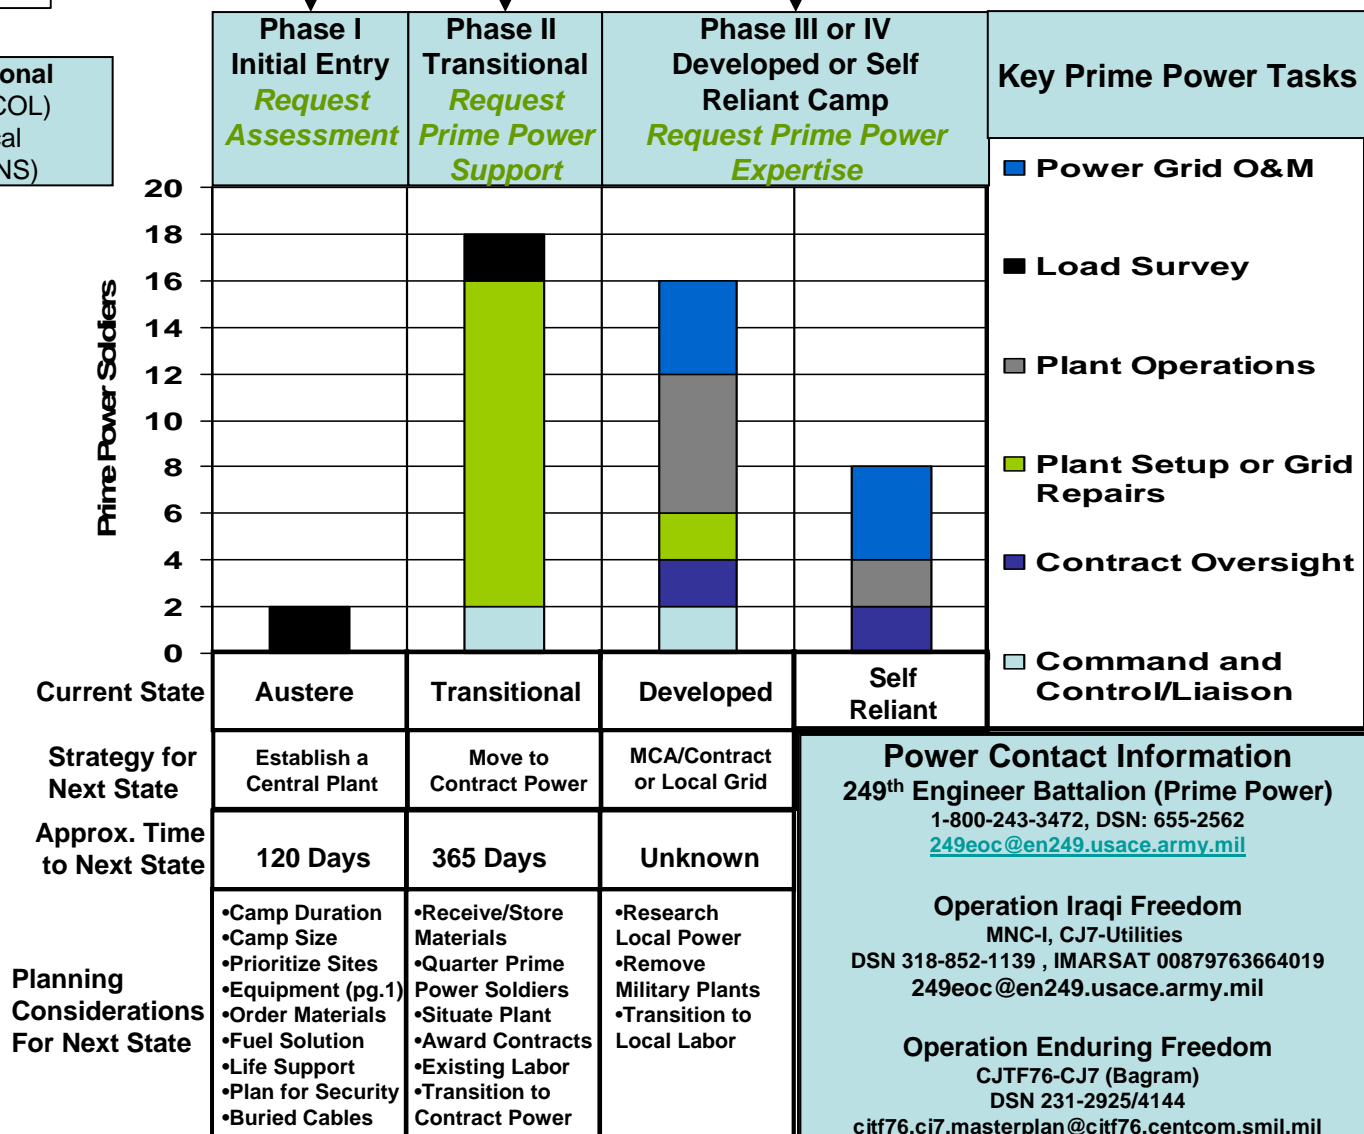 onal
COL)
cal
NS)
Phase I
Initial Entry
Request
Assessment
Phase II
Transitional
Request
Prime Power
Support
Phase III or IV
Developed or Self
Reliant Camp
Request Prime Power
Expertise
Key Prime Power Tasks
20
18
16
14
12
10
8
6
4
2
0
Prime Power Soldiers
Power Grid O&M
Load Survey
Plant Operations
Plant Setup or Grid
Repairs
Contract Oversight
Command and
Control/Liaison
Current State
Austere
Transitional
Developed
Self
Reliant
Strategy for
Next State
Establish a
Central Plant
Move to
Contract Power
MCA/Contract
or Local Grid
Approx. Time
to Next State
120 Days
365 Days
Unknown
Planning
Considerations
For Next State
•Camp Duration
•Camp Size
•Prioritize Sites
•Equipment (pg.1)
•Order Materials
•Fuel Solution
•Life Support
•Plan for Security
•Buried Cables
•Receive/Store
Materials
•Quarter Prime
Power Soldiers
•Situate Plant
•Award Contracts
•Existing Labor
•Transition to
Contract Power
•Research
Local Power
•Remove
Military Plants
•Transition to
Local Labor
Power Contact Information
249th Engineer Battalion (Prime Power)
1-800-243-3472, DSN: 655-2562
249eoc@en249.usace.army.mil
Operation Iraqi Freedom
MNC-I, CJ7-Utilities
DSN 318-852-1139 , IMARSAT 00879763664019
249eoc@en249.usace.army.mil
Operation Enduring Freedom
CJTF76-CJ7 (Bagram)
DSN 231-2925/4144
cjtf76.cj7.masterplan@cjtf76.centcom.smil.mil